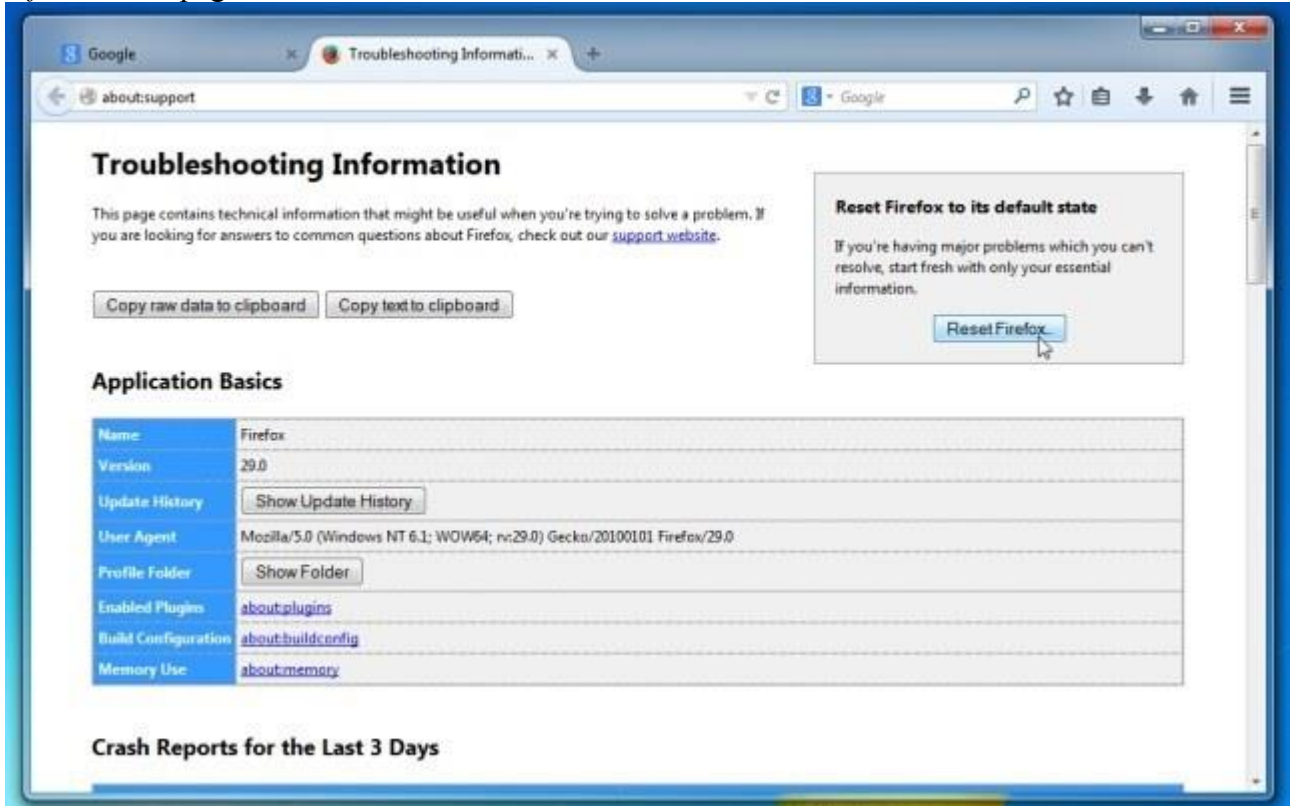 Google
Troubleshooting Informati...
about:support
Google
Troubleshooting Information
This page contains technical information that might be useful when you're trying to solve a problem. If
you are looking for answers to common questions about Firefox, check out our support website.
Copy raw data to clipboard Copy text to clipboard
Reset Firefox to its default state
If you're having major problems which you can't
resolve, start fresh with only your essential
information.
Reset Firefox...
Application Basics
Name Firefox
Version 29.0
Update History Show Update History
User Agent Mozilla/5.0 (Windows NT 6.1; WOW64; rv:29.0) Gecko/20100101 Firefox/29.0
Profile Folder Show Folder
Enabled Plugins about:plugins
Build Configuration about:buildconfig
Memory Use about:memory
Crash Reports for the Last 3 Days